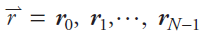 r⃗ = r₀, r₁,⋯, r_{N−1}